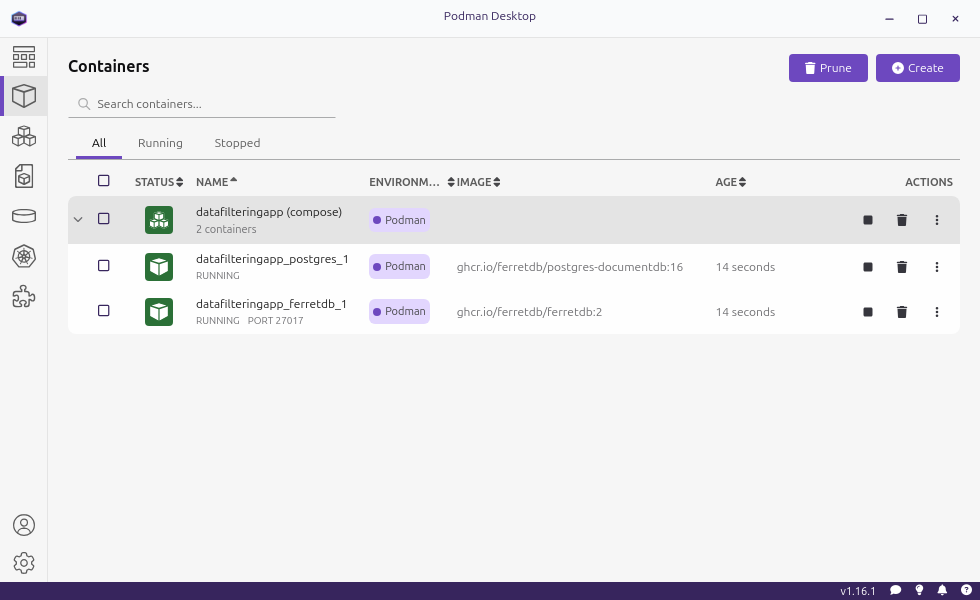 Podman Desktop
Containers
Prune
Create
Search containers...
All Running Stopped
STATUS NAME ENVIRONM... IMAGE AGE ACTIONS
datafilteringapp (compose)
2 containers
Podman
datafilteringapp_postgres_1
RUNNING
Podman
ghcr.io/ferretdb/postgres-documentdb:16
14 seconds
datafilteringapp_ferretdb_1
RUNNING PORT 27017
Podman
ghcr.io/ferretdb/ferretdb:2
14 seconds
v1.16.1